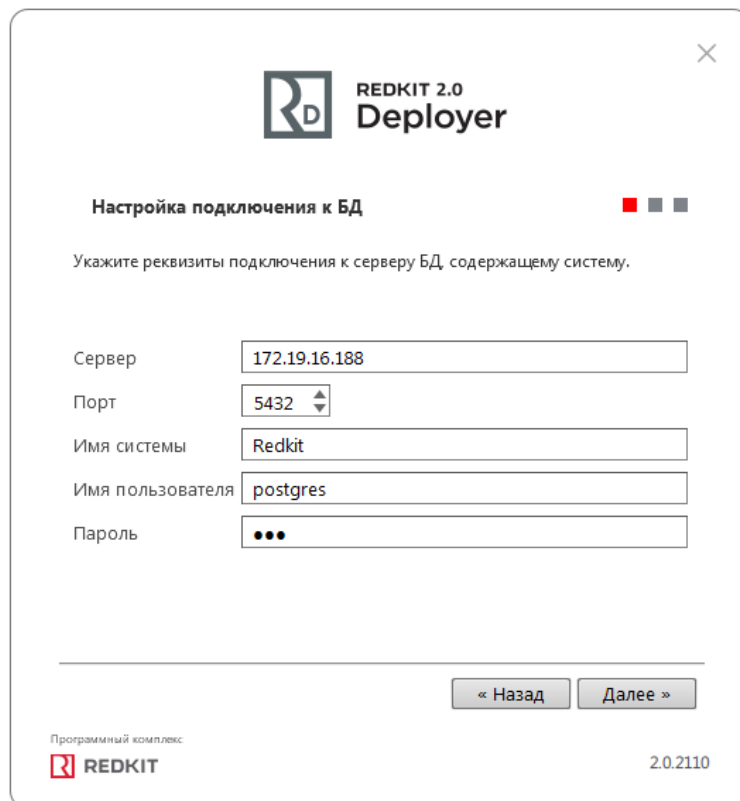 REDKIT 2.0
Deployer
Настройка подключения к БД
Укажите реквизиты подключения к серверу БД, содержащему систему.
Сервер 172.19.16.188
Порт 5432
Имя системы Redkit
Имя пользователя postgres
Пароль •••
« Назад Далее »
Программный комплекс
REDKIT 2.0.2110